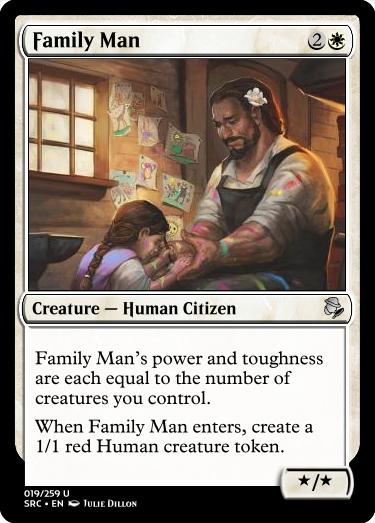 Family Man 2
Creature — Human Citizen
Family Man's power and toughness
are each equal to the number of
creatures you control.
When Family Man enters, create a
1/1 red Human creature token.
★/★
019/259 U
SRC • EN Julie Dillon